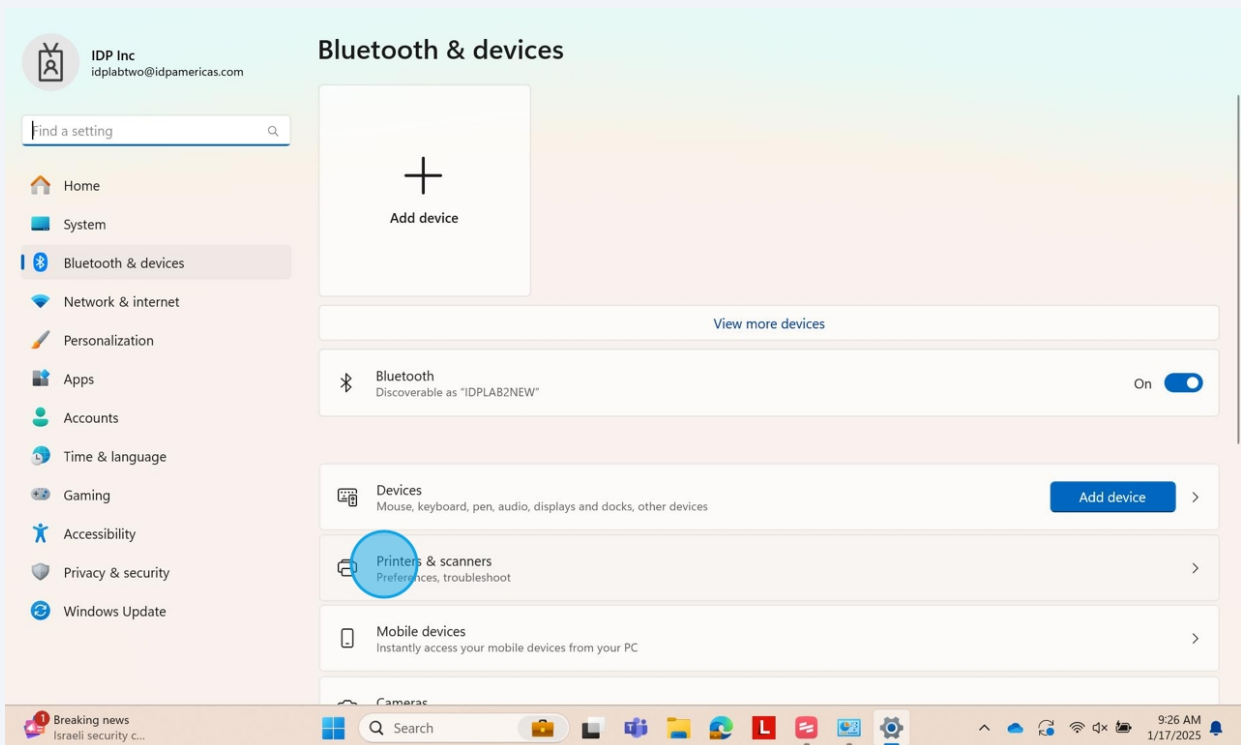 IDP Inc
idplabtwo@idpamericas.com
Find a setting
Home
System
Bluetooth & devices
Network & internet
Personalization
Apps
Accounts
Time & language
Gaming
Accessibility
Privacy & security
Windows Update
Bluetooth & devices
Add device
View more devices
Bluetooth
Discoverable as "IDPLAB2NEW"
On
Devices
Mouse, keyboard, pen, audio, displays and docks, other devices
Add device
Printers & scanners
Preferences, troubleshoot
Mobile devices
Instantly access your mobile devices from your PC
Cameras
1
Breaking news
Israeli security c...
Search
L
9:26 AM
1/17/2025